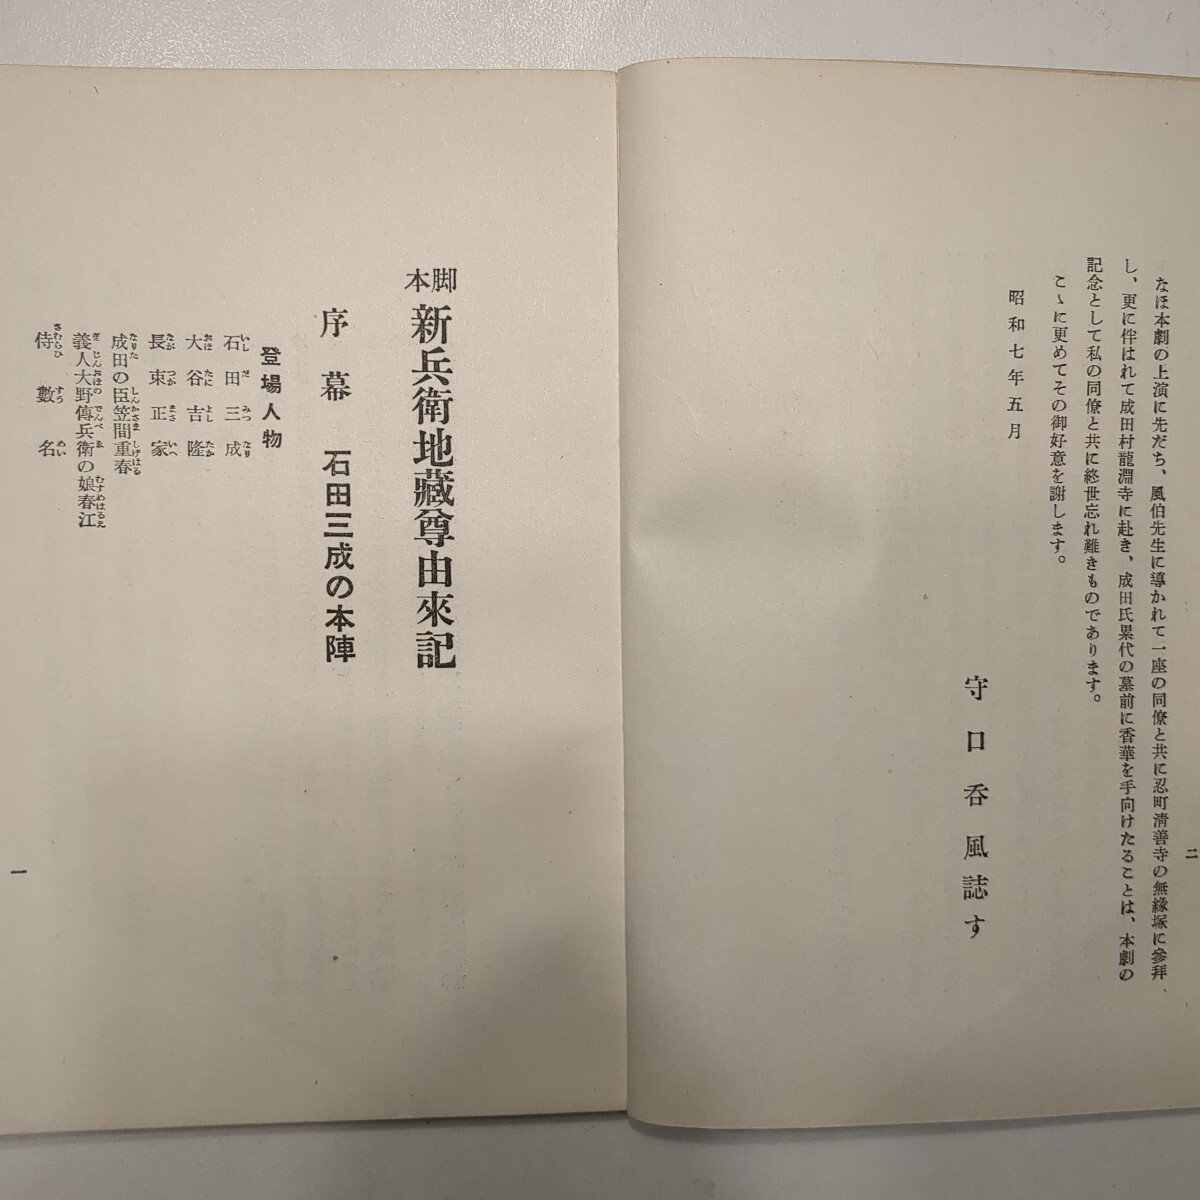 なほ本劇の上演に先だち、風伯先生に導かれて一座の同僚と共に忍町淸善寺の無緣塚に參拜
し、更に伴はれて成田村龍淵寺に赴き、成田氏累代の墓前に香華を手向けたることは、本劇の
記念として私の同僚と共に終世忘れ難きものであります。
こゝに更めてその御好意を謝します。
昭和七年五月
守口呑風誌す
二
脚本 新兵衛地藏尊由來記
序幕 石田三成の本陣
登場人物
石田三成
大谷吉隆
長束正家
成田の臣笠間重春
義人大野傳兵衛の娘春江
侍數名
一